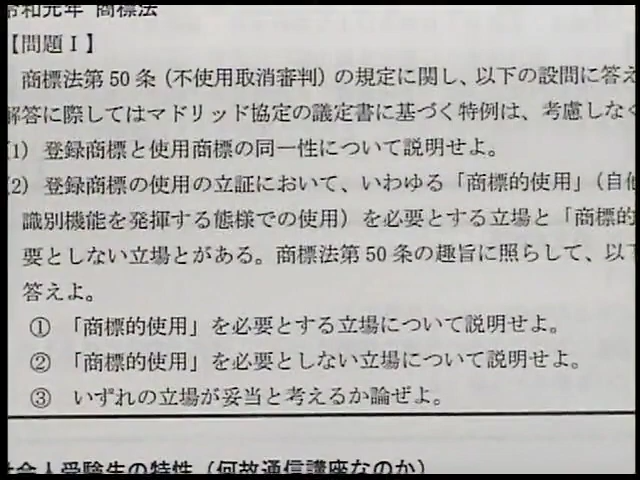 令和元年 商標法
【問題Ⅰ】
商標法第50条(不使用取消審判)の規定に関し、以下の設問に答え
解答に際してはマドリッド協定の議定書に基づく特例は、考慮しなく
(1) 登録商標と使用商標の同一性について説明せよ。
(2) 登録商標の使用の立証において、いわゆる「商標的使用」(自他
識別機能を発揮する態様での使用)を必要とする立場と「商標的
要としない立場とがある。商標法第50条の趣旨に照らして、以下
答えよ。
① 「商標的使用」を必要とする立場について説明せよ。
② 「商標的使用」を必要としない立場について説明せよ。
③ いずれの立場が妥当と考えるか論ぜよ。
社会人受験生の特性(何故通信講座なのか)